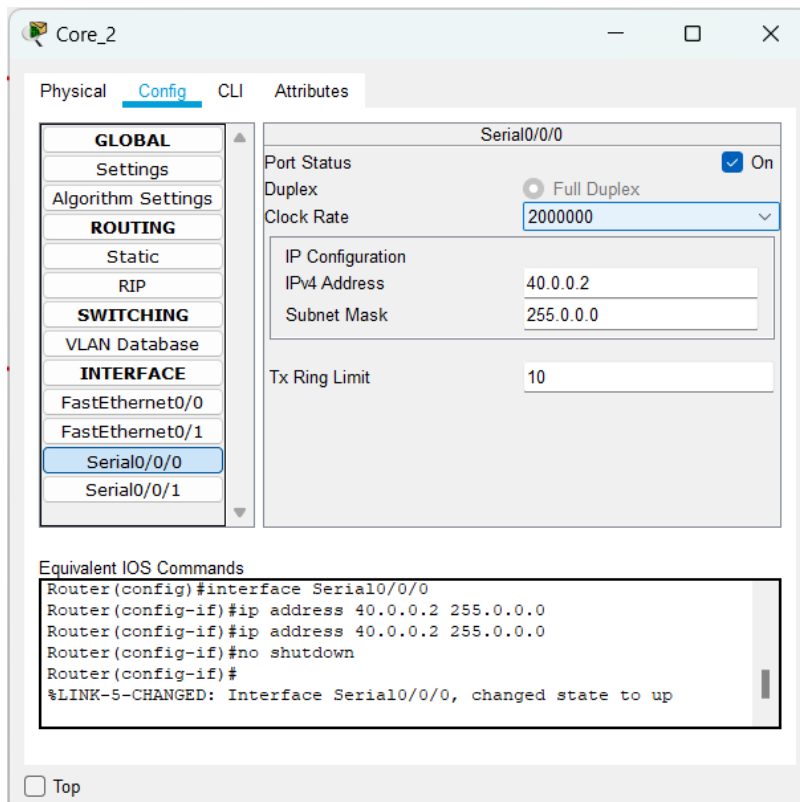 Core_2
Physical Config CLI Attributes
GLOBAL
Settings
Algorithm Settings
ROUTING
Static
RIP
SWITCHING
VLAN Database
INTERFACE
FastEthernet0/0
FastEthernet0/1
Serial0/0/0
Serial0/0/1
Serial0/0/0
Port Status On
Duplex Full Duplex
Clock Rate 2000000
IP Configuration
IPv4 Address 40.0.0.2
Subnet Mask 255.0.0.0
Tx Ring Limit 10
Equivalent IOS Commands
Router(config)#interface Serial0/0/0
Router(config-if)#ip address 40.0.0.2 255.0.0.0
Router(config-if)#ip address 40.0.0.2 255.0.0.0
Router(config-if)#no shutdown
Router(config-if)#
%LINK-5-CHANGED: Interface Serial0/0/0, changed state to up
Top